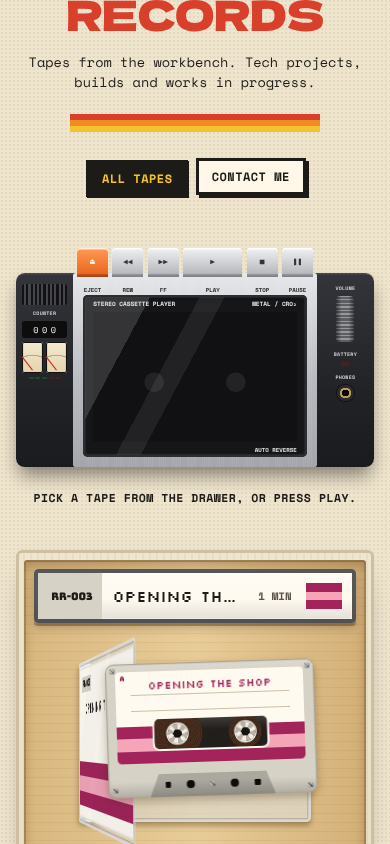 RECORDS
Tapes from the workbench. Tech projects,
builds and works in progress.
ALL TAPES
CONTACT ME
EJECT REW FF PLAY STOP PAUSE
VOLUME
STEREO CASSETTE PLAYER METAL / CrO₂
COUNTER
000
BATTERY
PHONES
AUTO REVERSE
PICK A TAPE FROM THE DRAWER, OR PRESS PLAY.
RR-003 OPENING TH… 1 MIN
A
OPENING THE SHOP